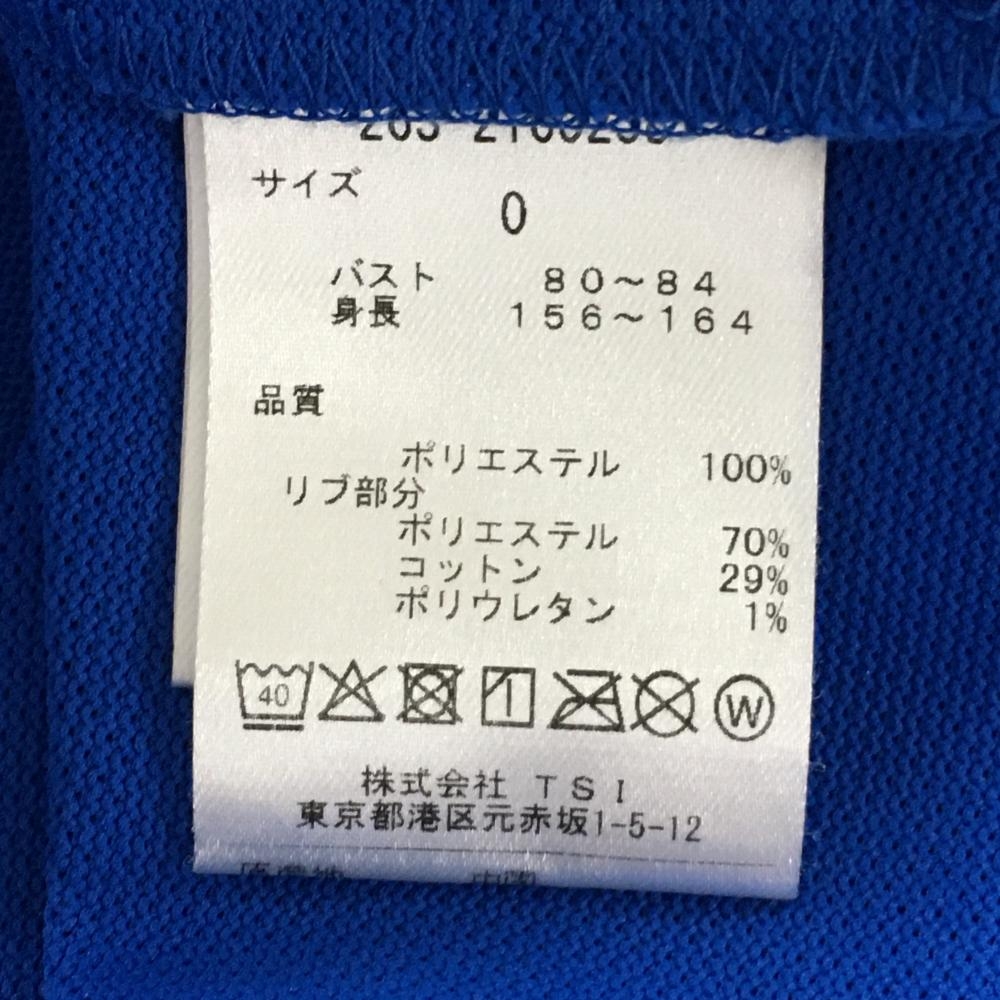 サイズ
0
バスト 80～84
身長 156～164
品質
ポリエステル 100%
リブ部分
ポリエステル 70%
コットン 29%
ポリウレタン 1%
40 W
株式会社 TSI
東京都港区元赤坂1-5-12